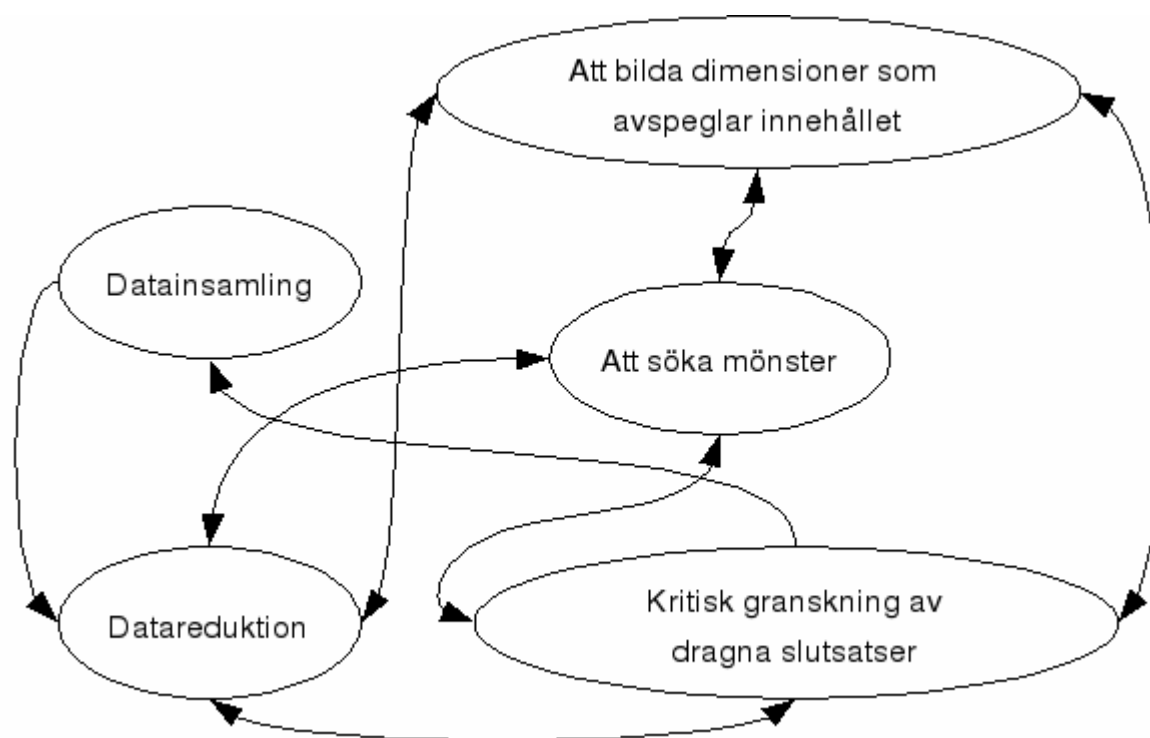 Att bilda dimensioner som
avspeglar innehållet
Datainsamling
Att söka mönster
Datareduktion
Kritisk granskning av
dragna slutsatser